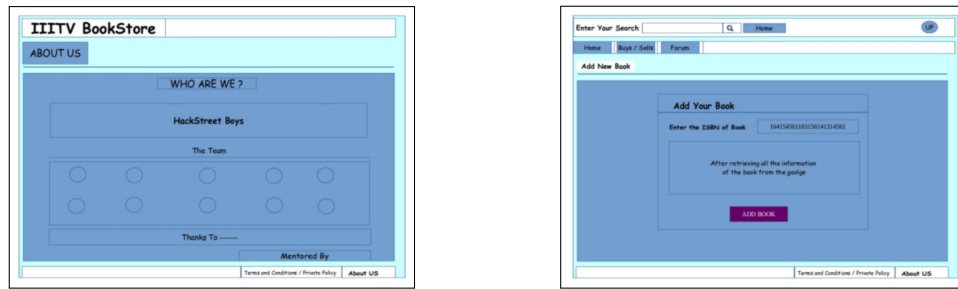 IIITV BookStore
ABOUT US
WHO ARE WE ?
HackStreet Boys
The Team
Thanks To ------
Mentored By
Terms and Conditions / Private Policy About US
Enter Your Search Home UP
Home Buys / Sells Forum
Add New Book
Add Your Book
Enter the ISBN of Book
After retrieving all the information
of the book from the goolge
ADD BOOK
Terms and Conditions / Private Policy About US